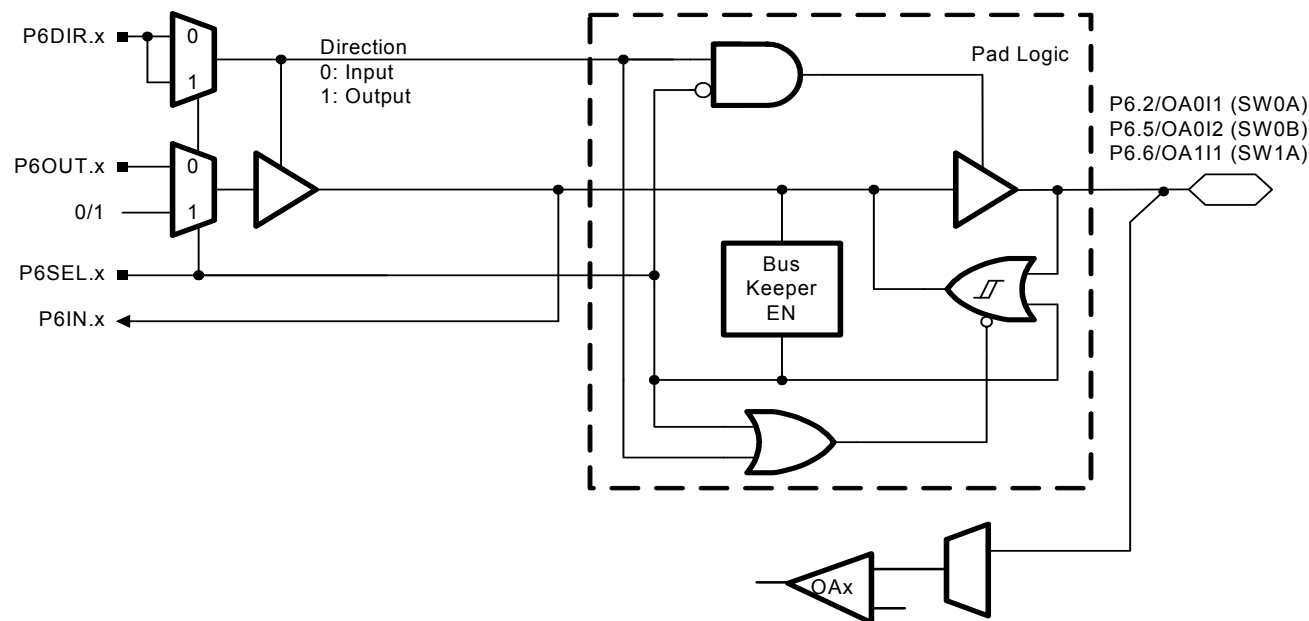 P6DIR.x
0
1
Direction
0: Input
1: Output
Pad Logic
P6.2/OA0I1 (SW0A)
P6.5/OA0I2 (SW0B)
P6.6/OA1I1 (SW1A)
P6OUT.x
0
0/1
1
P6SEL.x
P6IN.x
Bus
Keeper
EN
OAx